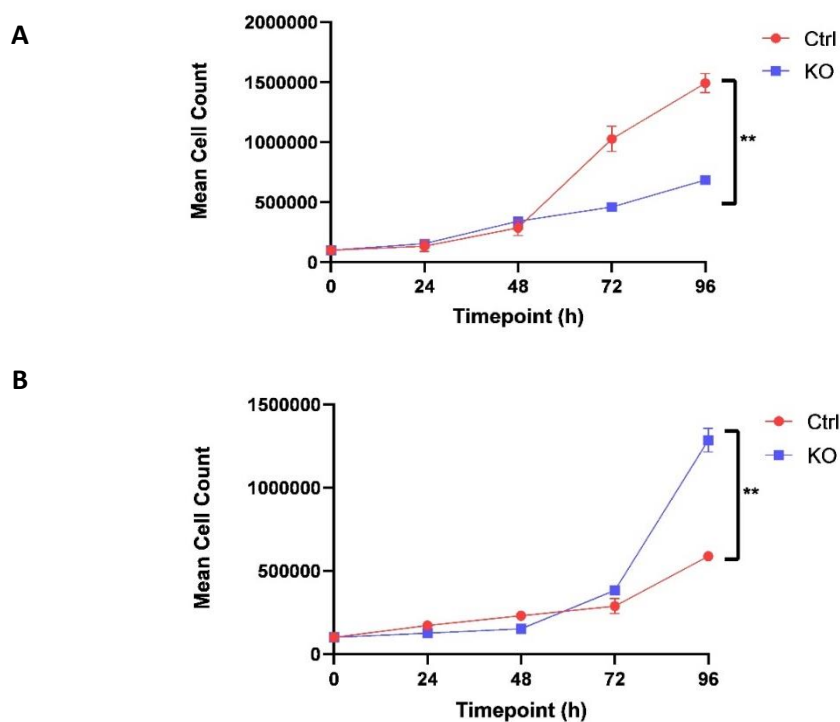 A
2000000
1500000
1000000
500000
0
Mean Cell Count
0 24 48 72 96
Timepoint (h)
Ctrl
KO
**
B
1500000
1000000
500000
0
Mean Cell Count
0 24 48 72 96
Timepoint (h)
Ctrl
KO
**